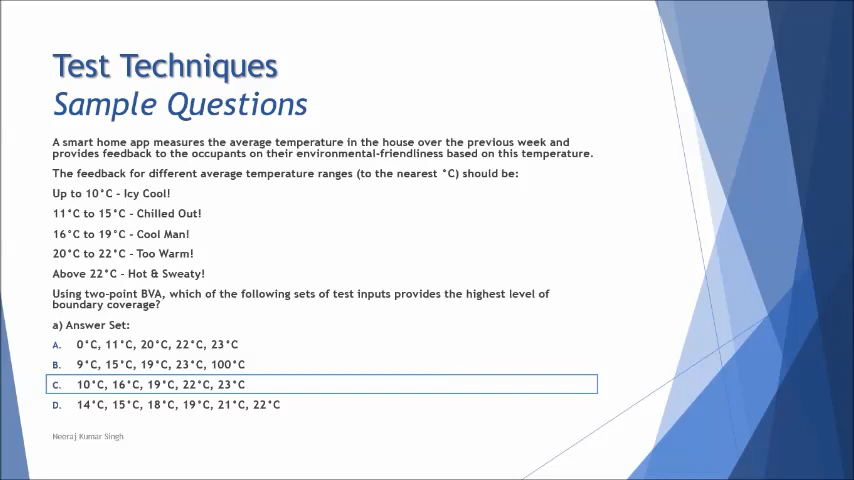 Test Techniques
Sample Questions
A smart home app measures the average temperature in the house over the previous week and
provides feedback to the occupants on their environmental-friendliness based on this temperature.
The feedback for different average temperature ranges (to the nearest °C) should be:
Up to 10°C - Icy Cool!
11°C to 15°C - Chilled Out!
16°C to 19°C - Cool Man!
20°C to 22°C - Too Warm!
Above 22°C - Hot & Sweaty!
Using two-point BVA, which of the following sets of test inputs provides the highest level of
boundary coverage?
a) Answer Set:
A. 0°C, 11°C, 20°C, 22°C, 23°C
B. 9°C, 15°C, 19°C, 23°C, 100°C
C. 10°C, 16°C, 19°C, 22°C, 23°C
D. 14°C, 15°C, 18°C, 19°C, 21°C, 22°C
Neeraj Kumar Singh